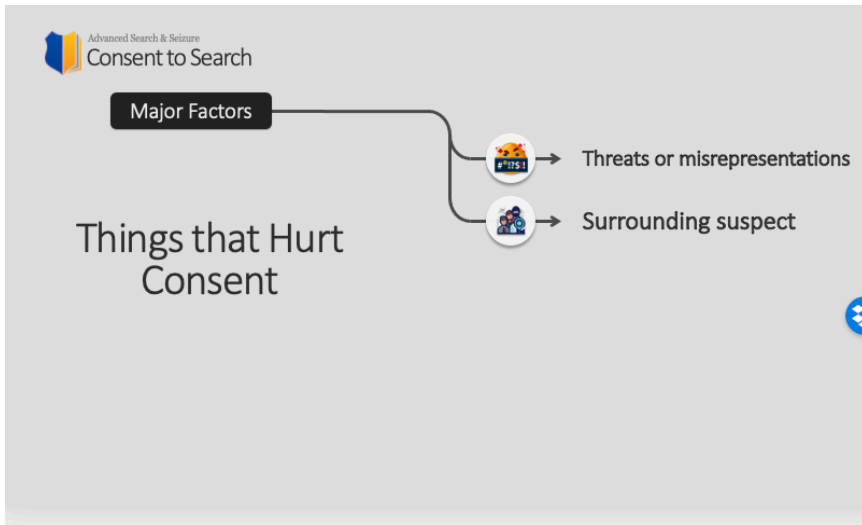 Advanced Search & Seizure
Consent to Search
Major Factors
#*!?$!
Threats or misrepresentations
Surrounding suspect
Things that Hurt
Consent